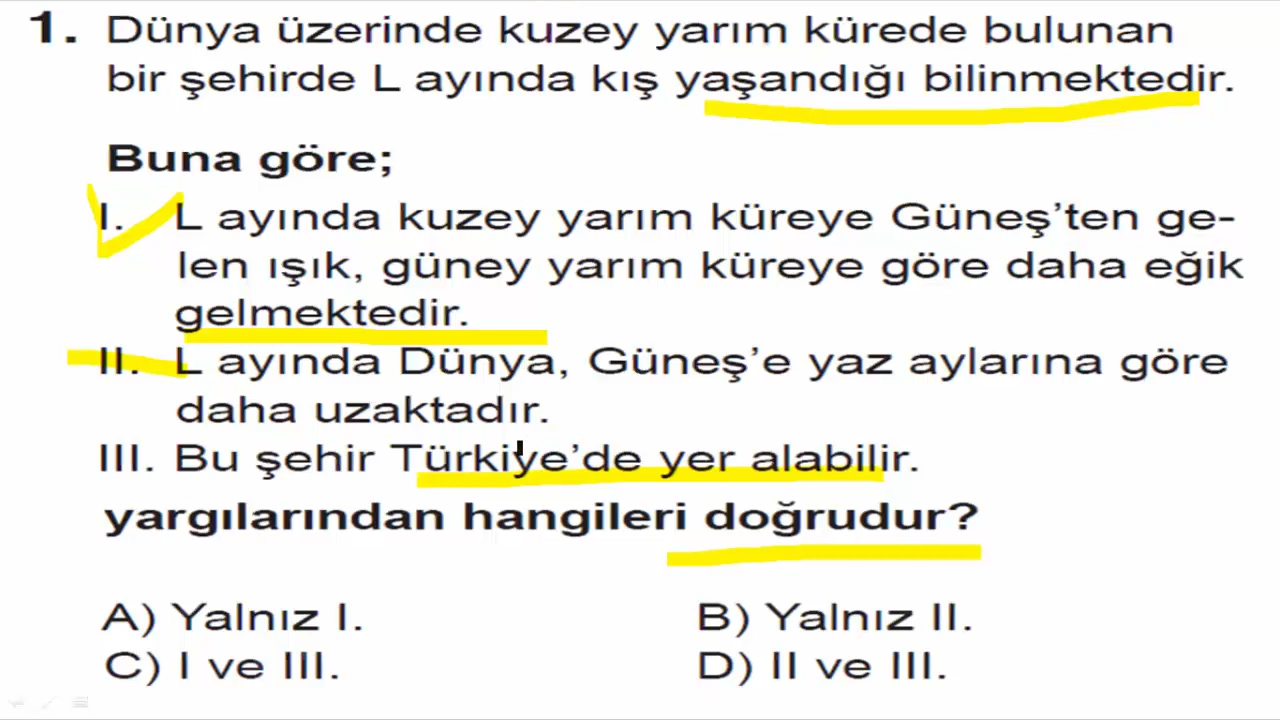 1. Dünya üzerinde kuzey yarım kürede bulunan
bir şehirde L ayında kış yaşandığı bilinmektedir.
Buna göre;
I. L ayında kuzey yarım küreye Güneş'ten ge-
len ışık, güney yarım küreye göre daha eğik
gelmektedir.
II. L ayında Dünya, Güneş'e yaz aylarına göre
daha uzaktadır.
III. Bu şehir Türkiye'de yer alabilir.
yargılarından hangileri doğrudur?
A) Yalnız I. B) Yalnız II.
C) I ve III. D) II ve III.